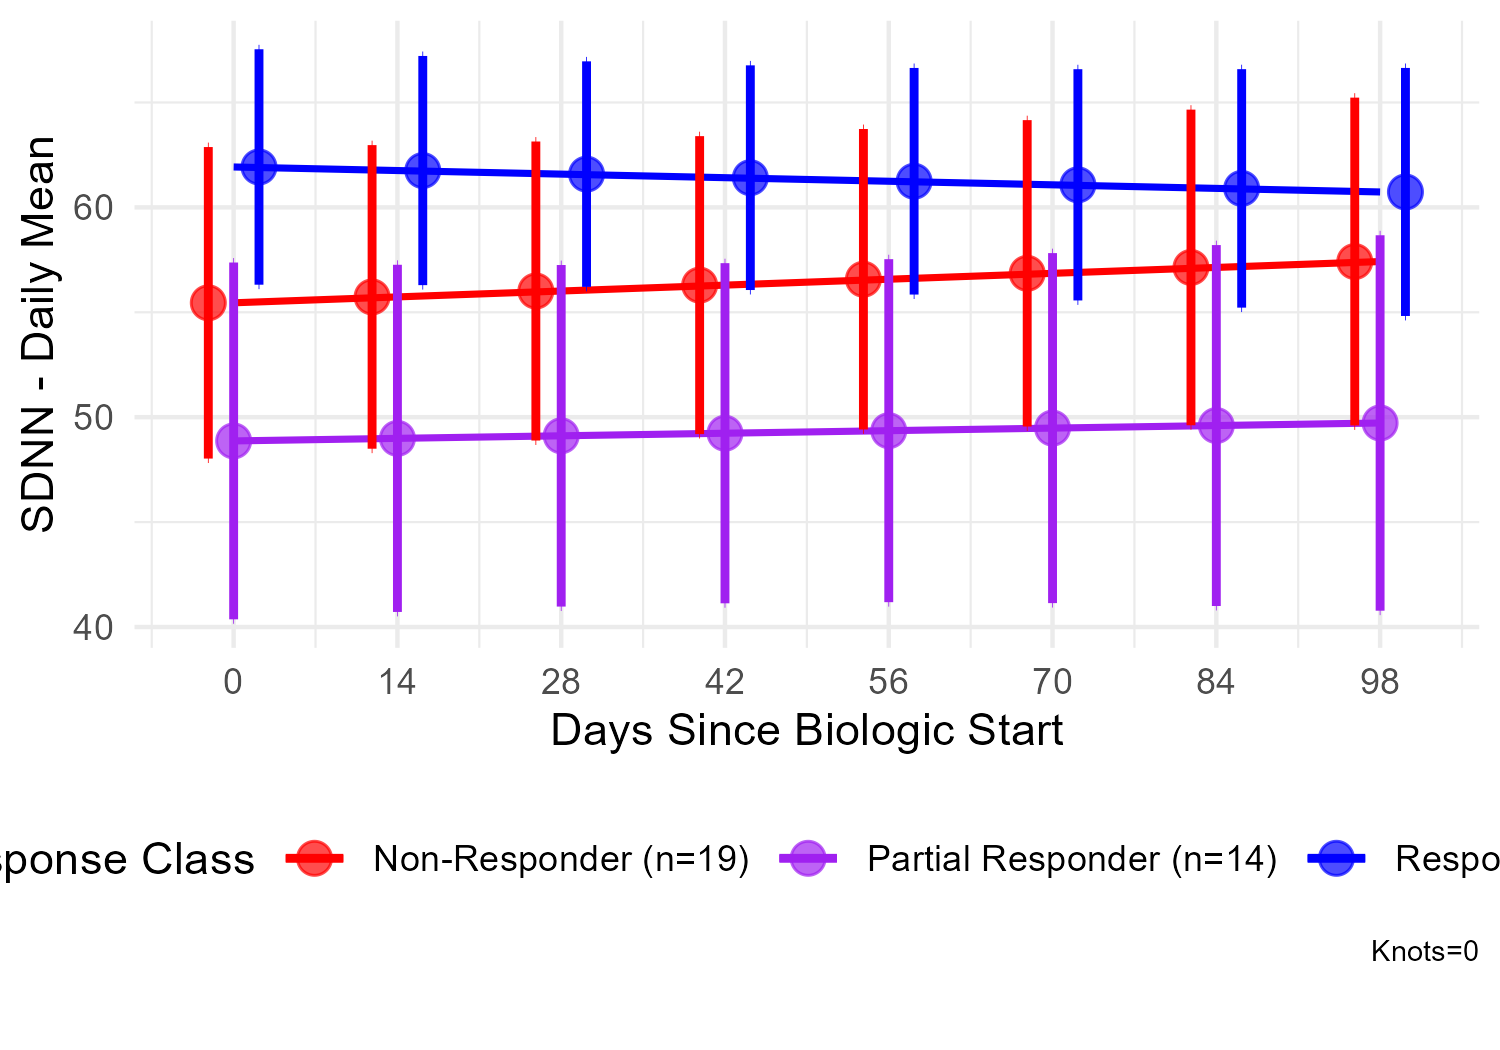 SDNN - Daily Mean
60
50
40
0 14 28 42 56 70 84 98
Days Since Biologic Start
sponse Class Non-Responder (n=19) Partial Responder (n=14) Respo
Knots=0